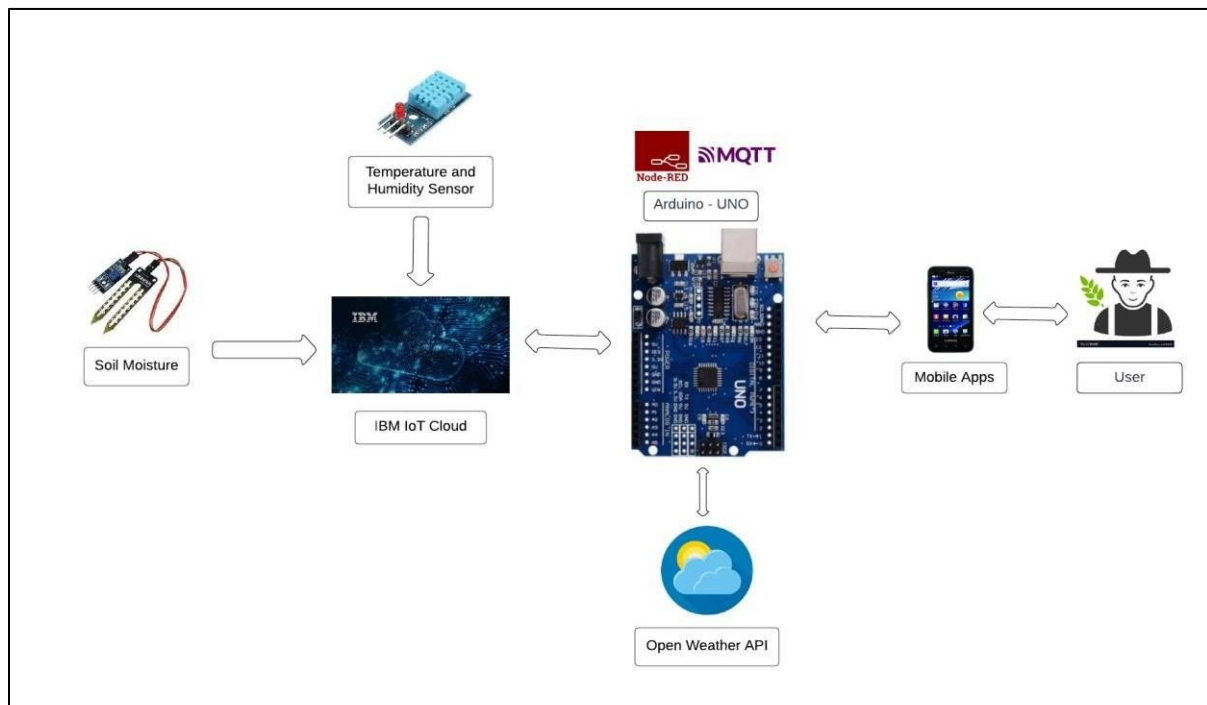 Temperature and
Humidity Sensor
Node-RED
MQTT
Arduino - UNO
Soil Moisture
IBM
IBM IoT Cloud
UNO
Mobile Apps
User
Open Weather API